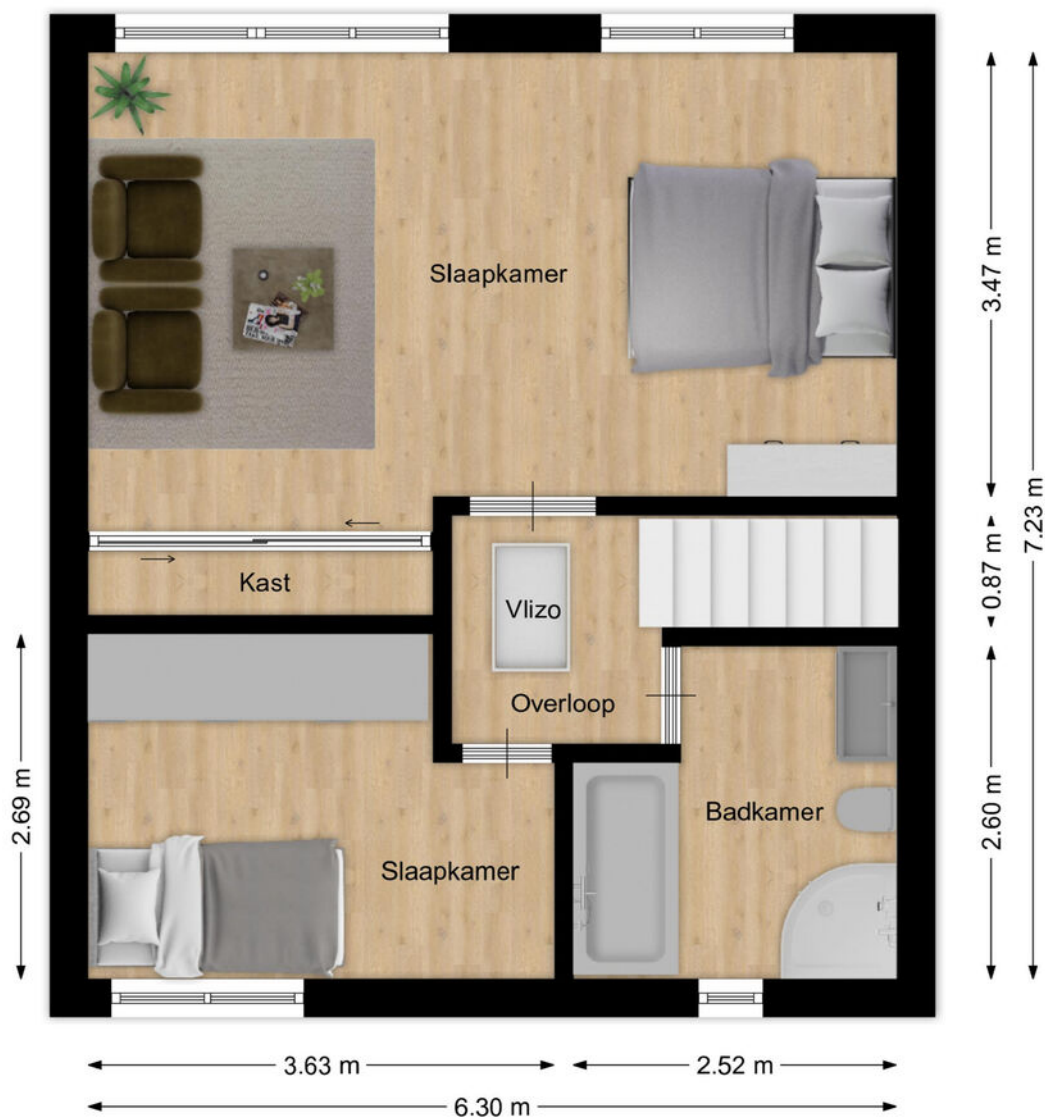 Slaapkamer
3.47 m
7.23 m
Kast
Vlizo
0.87 m
Overloop
2.69 m
Badkamer
2.60 m
Slaapkamer
3.63 m
2.52 m
6.30 m